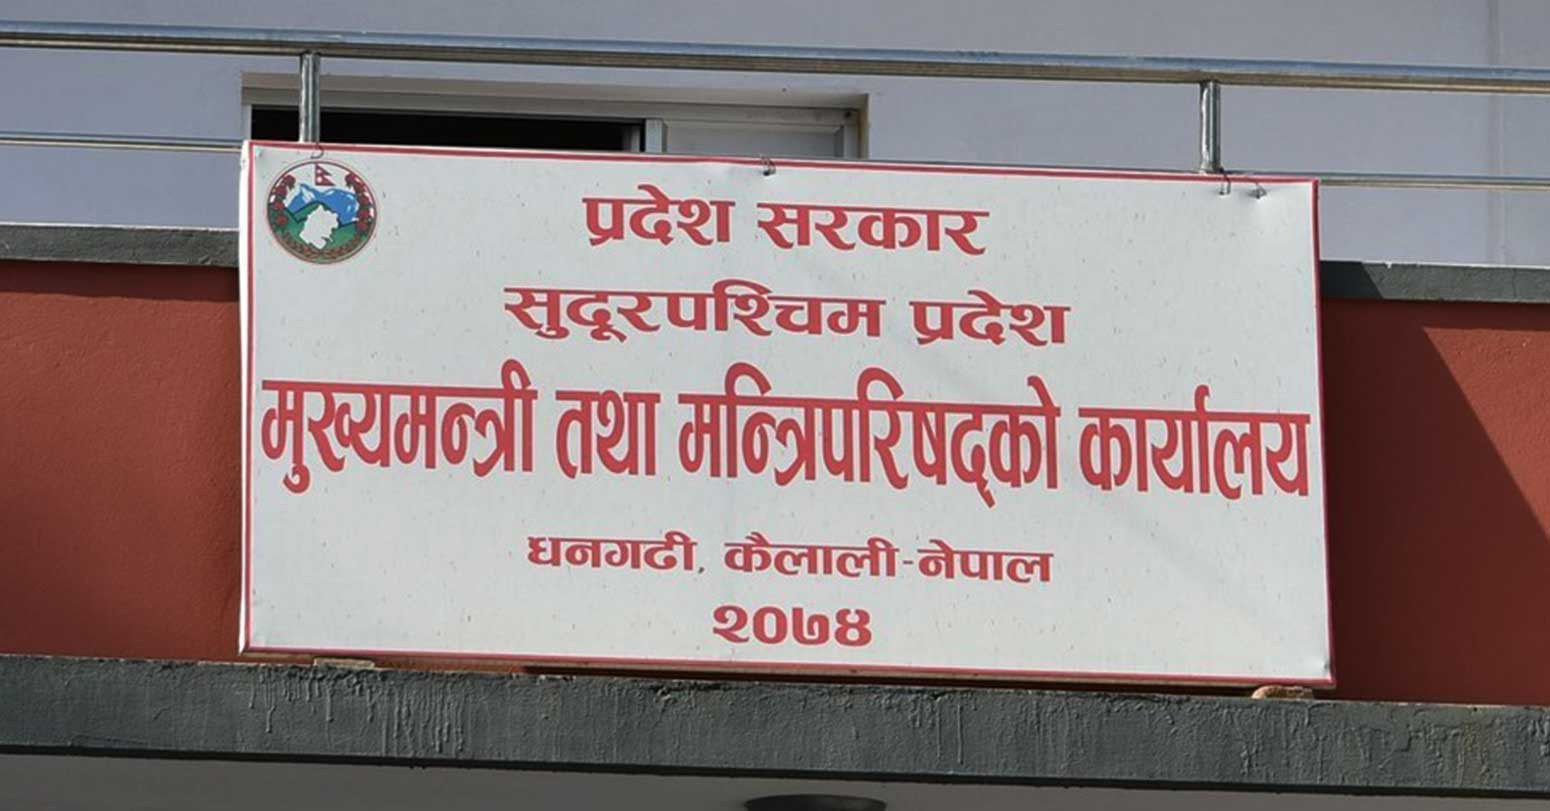 प्रदेश सरकार
सुदूरपश्चिम प्रदेश
मुख्यमन्त्री तथा मन्त्रिपरिषद्को कार्यालय
धनगढी, कैलाली-नेपाल
२०७४